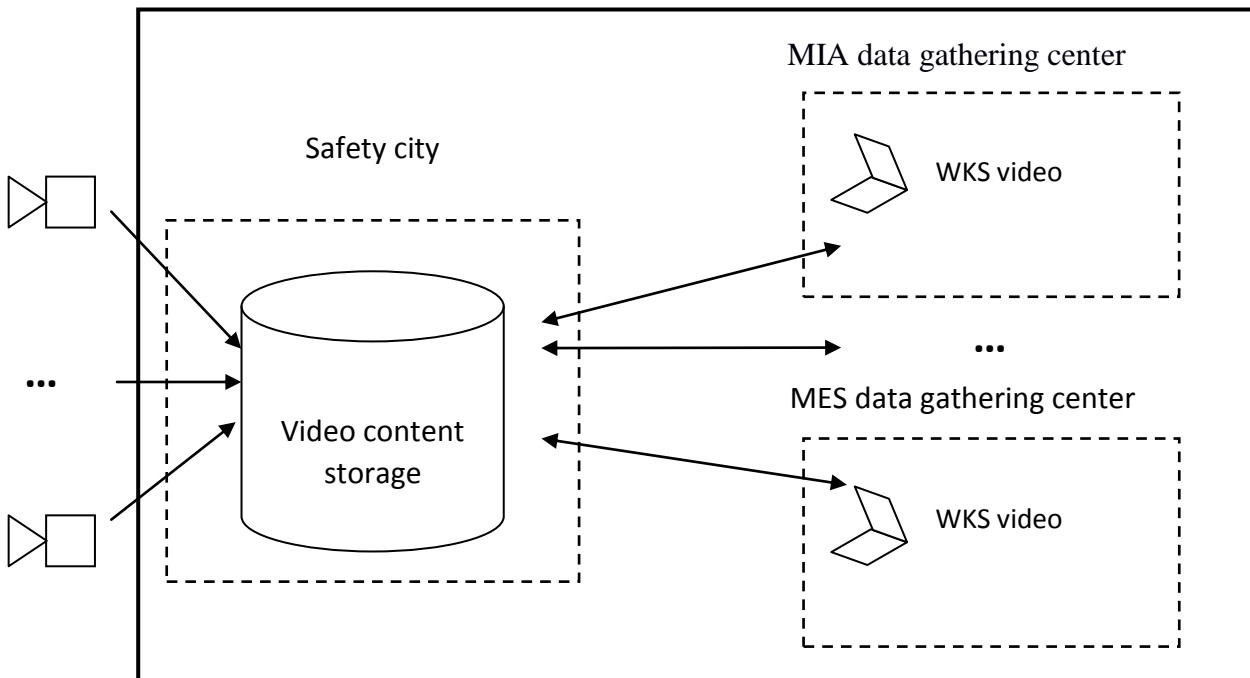 MIA data gathering center
Safety city
WKS video
...
...
MES data gathering center
Video content
storage
WKS video